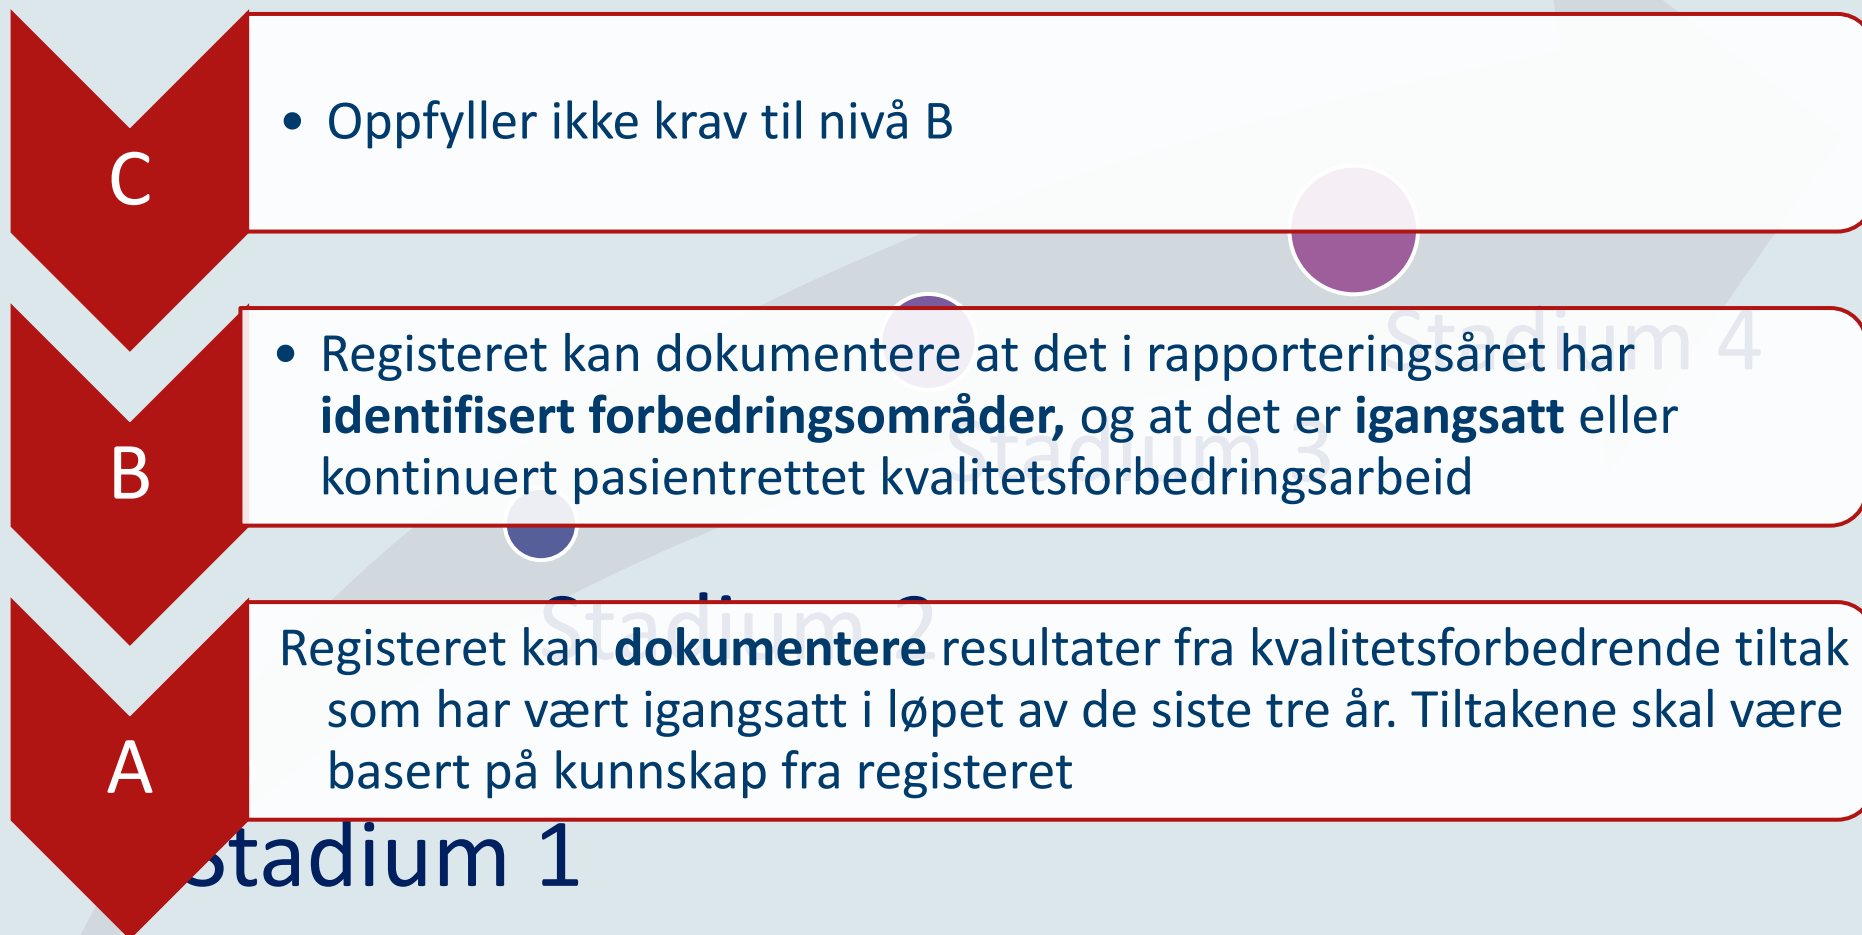 C
• Oppfyller ikke krav til nivå B
Stadium 4
B
• Registeret kan dokumentere at det i rapporteringsåret har
identifisert forbedringsområder, og at det er igangsatt eller
kontinuert pasientrettet kvalitetsforbedringsarbeid
Stadium 3
Stadium 2
A
Registeret kan dokumentere resultater fra kvalitetsforbedrende tiltak
som har vært igangsatt i løpet av de siste tre år. Tiltakene skal være
basert på kunnskap fra registeret
Stadium 1